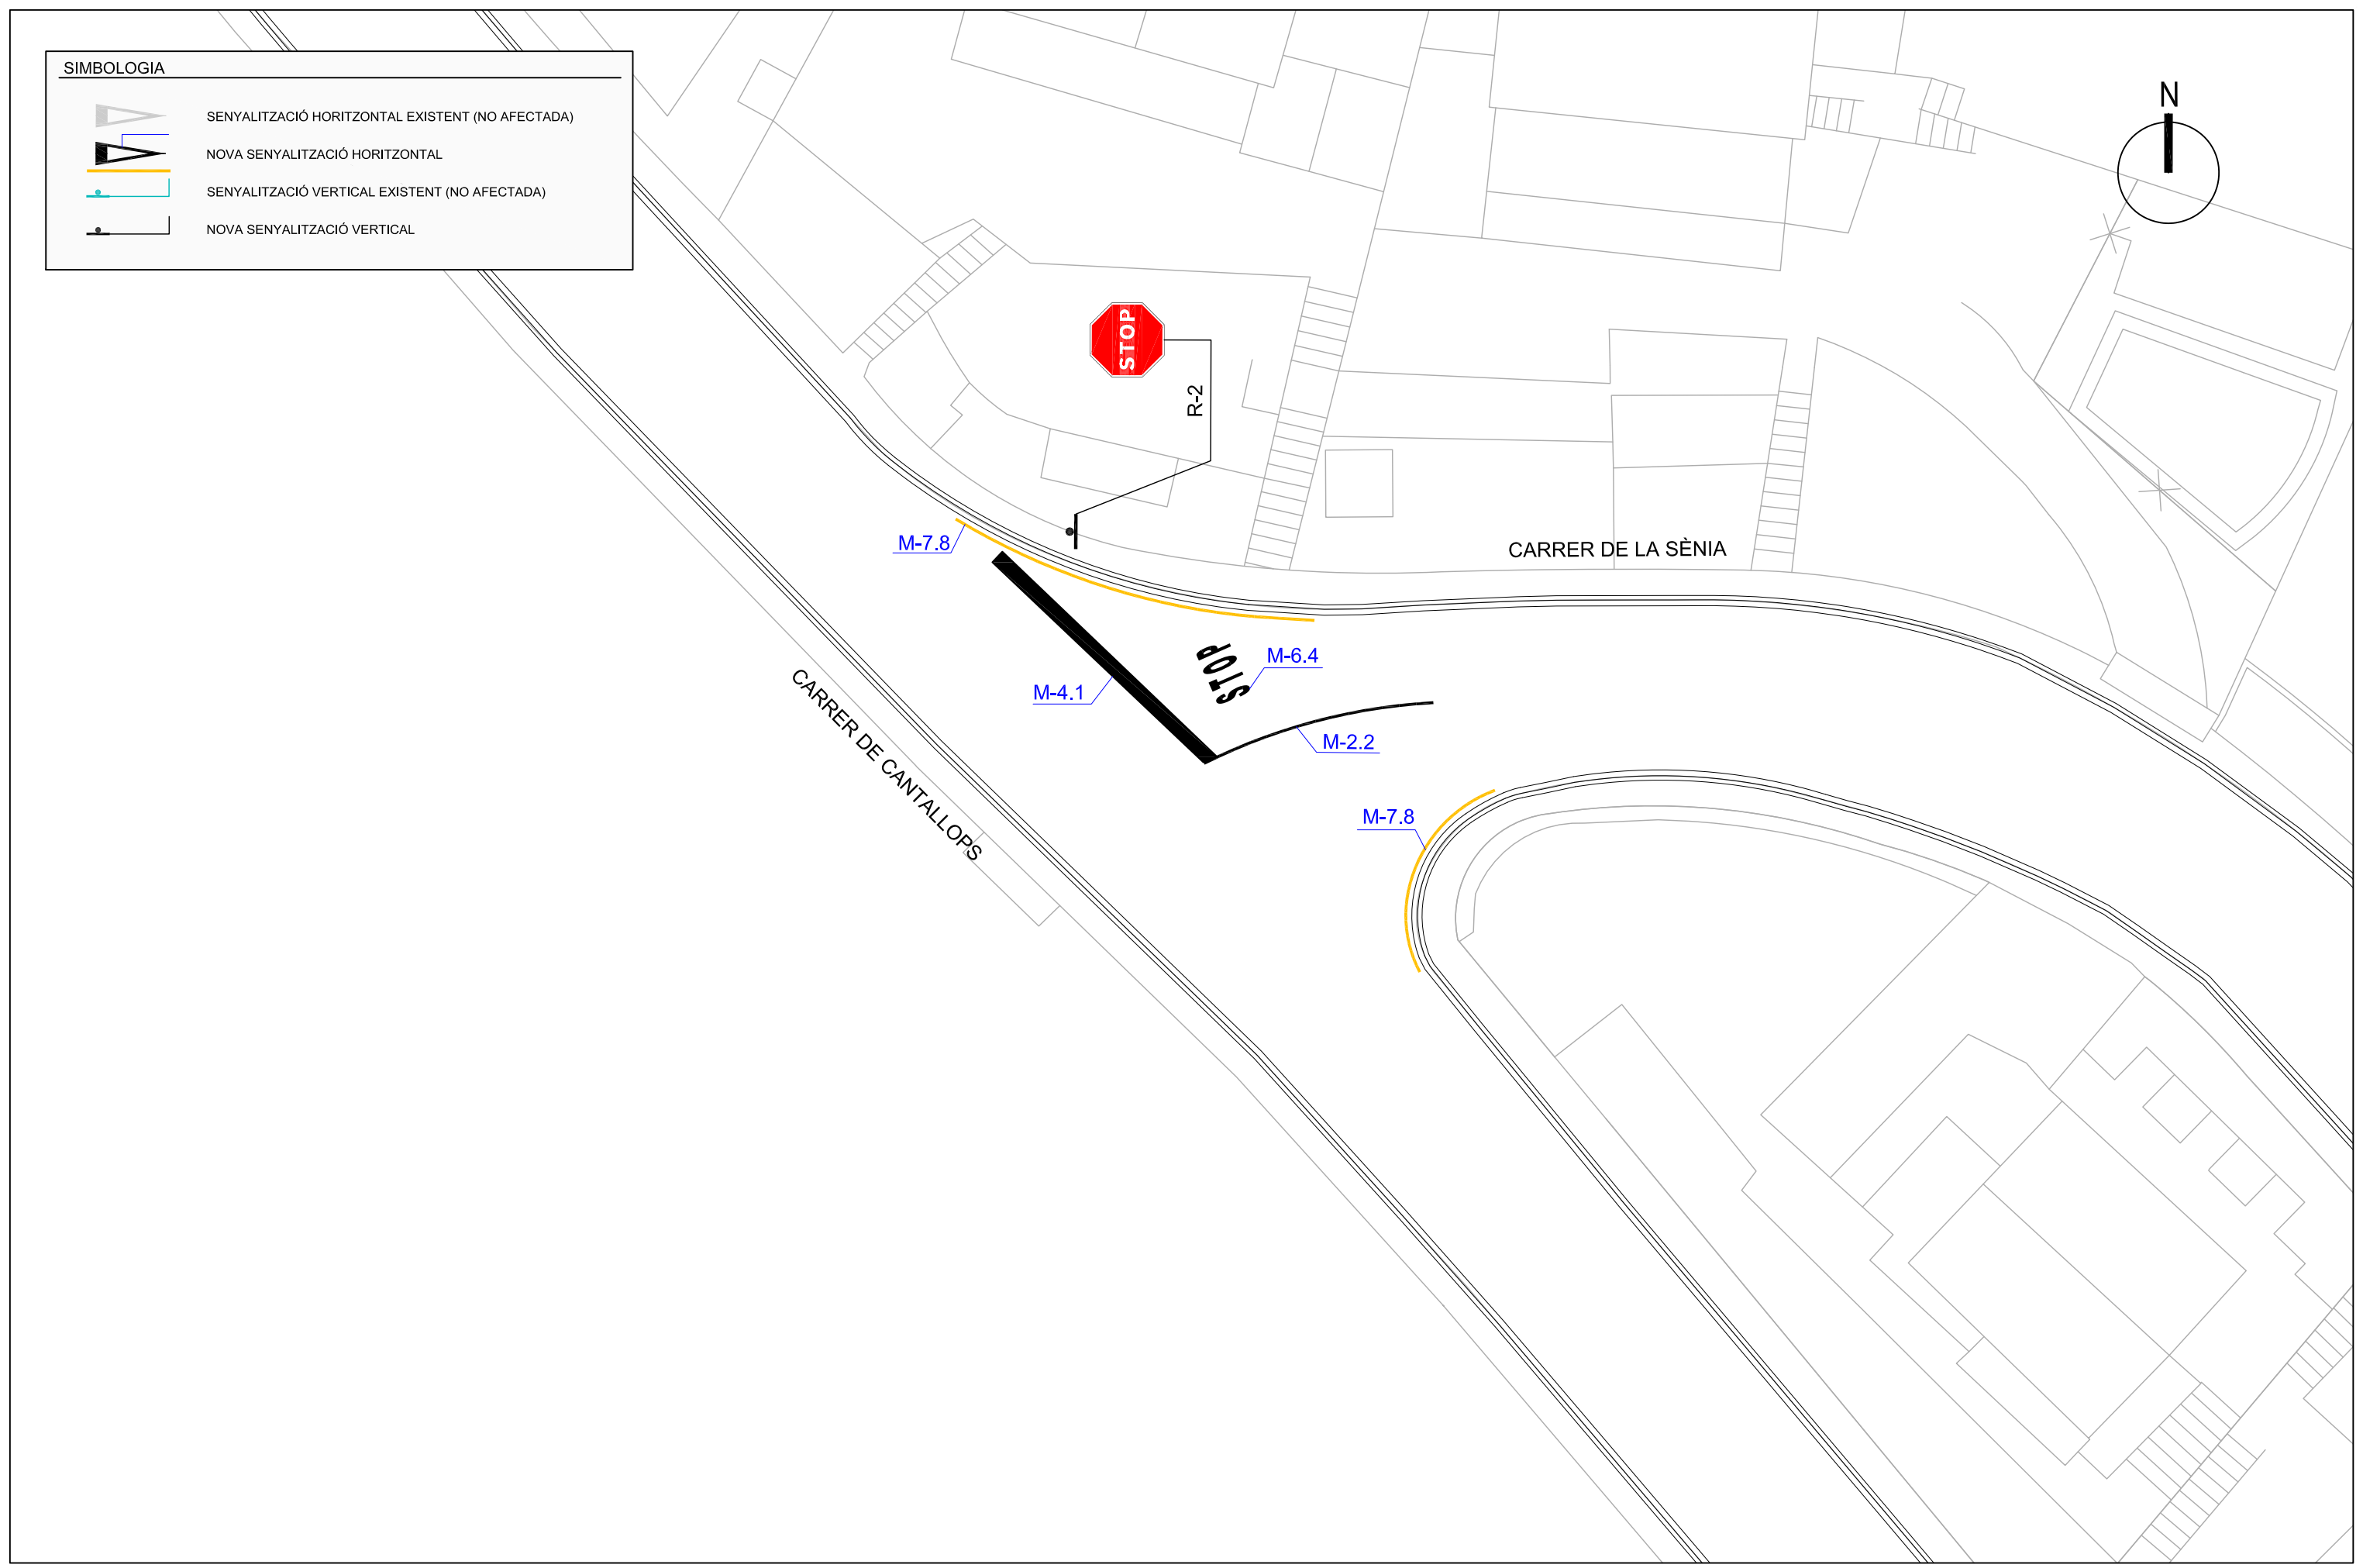 SIMBOLOGIA
SENYALITZACIÓ HORITZONTAL EXISTENT (NO AFECTADA)
NOVA SENYALITZACIÓ HORITZONTAL
SENYALITZACIÓ VERTICAL EXISTENT (NO AFECTADA)
NOVA SENYALITZACIÓ VERTICAL
N
STOP
R-2
M-7.8
CARRER DE LA SÈNIA
STOP
M-6.4
M-4.1
M-2.2
CARRER DE CANTALLOPS
M-7.8